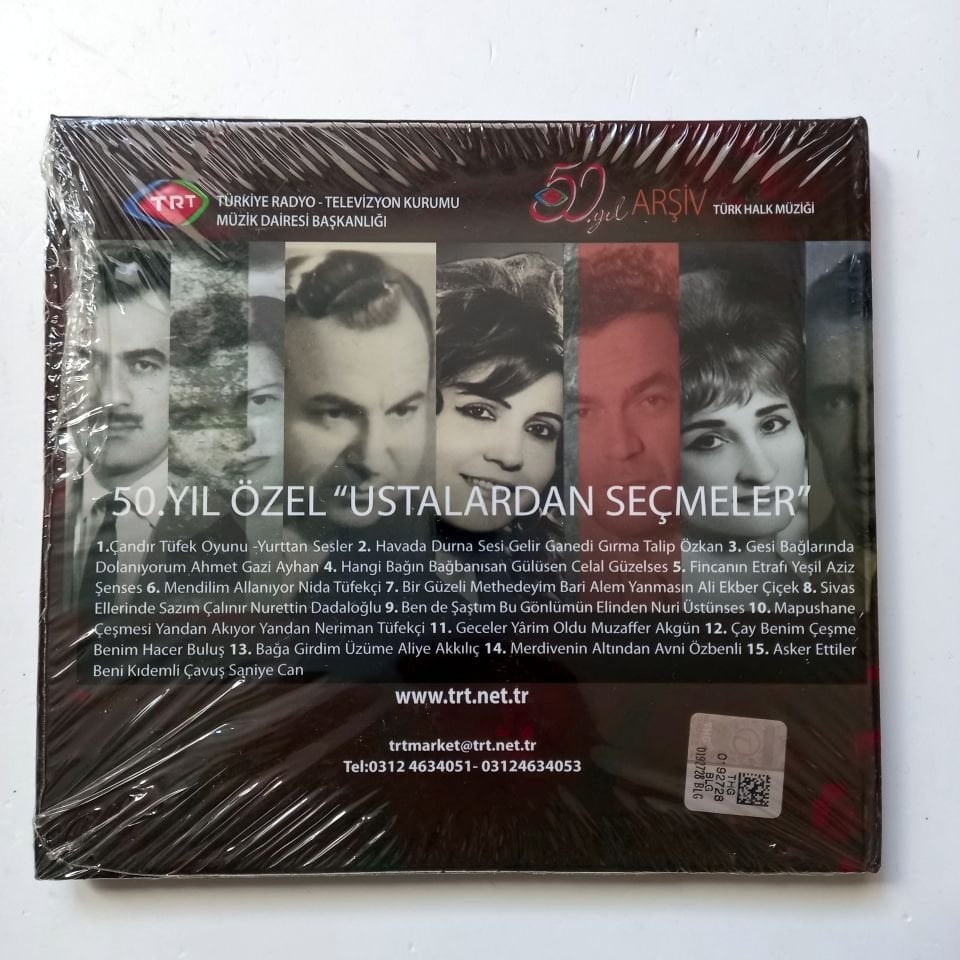 TRT
TÜRKİYE RADYO - TELEVİZYON KURUMU
MÜZİK DAİRESİ BAŞKANLIĞI
50.yıl ARŞİV TÜRK HALK MÜZİĞİ
50.YIL ÖZEL “USTALARDAN SEÇMELER”
1.Çandır Tüfek Oyunu -Yurttan Sesler 2. Havada Durna Sesi Gelir Ganedi Gırma Talip Özkan 3. Gesi Bağlarında
Dolanıyorum Ahmet Gazi Ayhan 4. Hangi Bağın Bağbanısan Gülüsen Celal Güzelses 5. Fincanın Etrafı Yeşil Aziz
Şenses 6. Mendilim Allanıyor Nida Tüfekçi 7. Bir Güzeli Methedeyim Bari Alem Yanmasın Ali Ekber Çiçek 8. Sivas
Ellerinde Sazım Çalınır Nurettin Dadaloğlu 9. Ben de Şaştım Bu Gönlümün Elinden Nuri Üstünses 10. Mapushane
Çeşmesi Yandan Akıyor Yandan Neriman Tüfekçi 11. Geceler Yârim Oldu Muzaffer Akgün 12. Çay Benim Çeşme
Benim Hacer Buluş 13. Bağa Girdim Üzüme Aliye Akkılıç 14. Merdivenin Altından Avni Özbenli 15. Asker Ettiler
Beni Kıdemli Çavuş Saniye Can
www.trt.net.tr
trtmarket@trt.net.tr
Tel:0312 4634051- 03124634053
THG
0192728
BLG
0192728 BLG